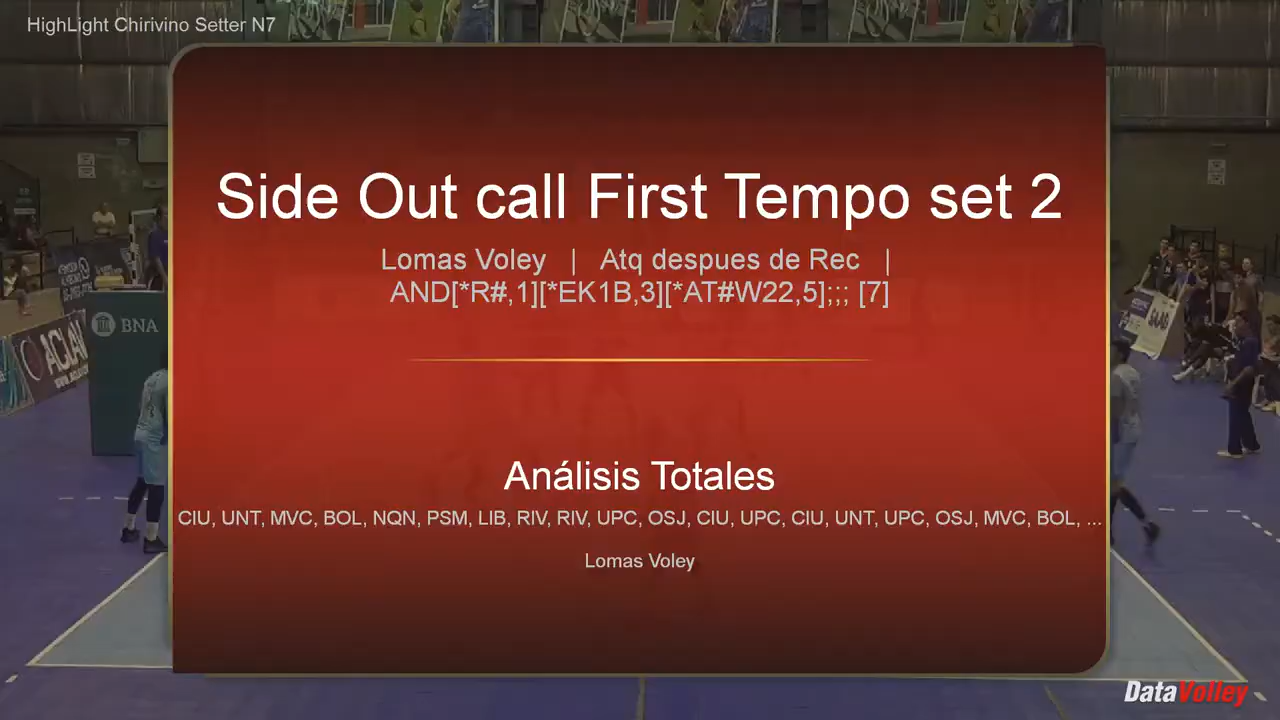 HighLight Chirivino Setter N7
Side Out call First Tempo set 2
Lomas Voley | Atq despues de Rec |
AND[*R#,1][*EK1B,3][*AT#W22,5];;; [7]
BNA
ACLAV
Análisis Totales
CIU, UNT, MVC, BOL, NQN, PSM, LIB, RIV, RIV, UPC, OSJ, CIU, UPC, CIU, UNT, UPC, OSJ, MVC, BOL, ...
Lomas Voley
DataVolley